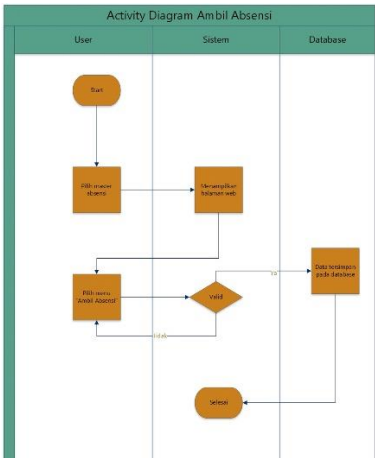 Activity Diagram Ambil Absensi
User
Sistem
Database
Start
Pilih master
absensi
Menampilkan
halaman web
Pilih menu
'Ambil Absensi'
Valid
ya
Data tersimpan
pada database
tidak
Selesai